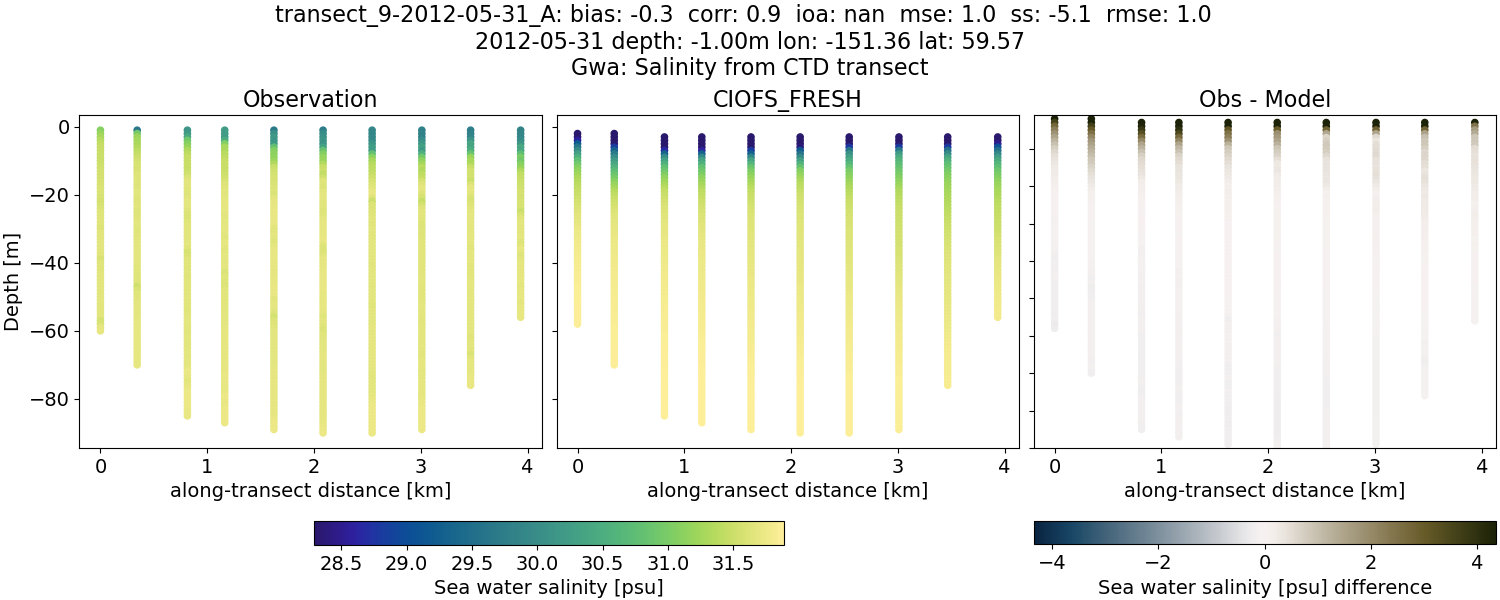 transect_9-2012-05-31_A: bias: -0.3  corr: 0.9  ioa: nan  mse: 1.0  ss: -5.1  rmse: 1.0
2012-05-31 depth: -1.00m lon: -151.36 lat: 59.57
Gwa: Salinity from CTD transect
Observation
CIOFS_FRESH
Obs - Model
Depth [m]
0
−20
−40
−60
−80
0 1 2 3 4
0 1 2 3 4
0 1 2 3 4
along-transect distance [km]
along-transect distance [km]
along-transect distance [km]
28.5 29.0 29.5 30.0 30.5 31.0 31.5
Sea water salinity [psu]
−4 −2 0 2 4
Sea water salinity [psu] difference